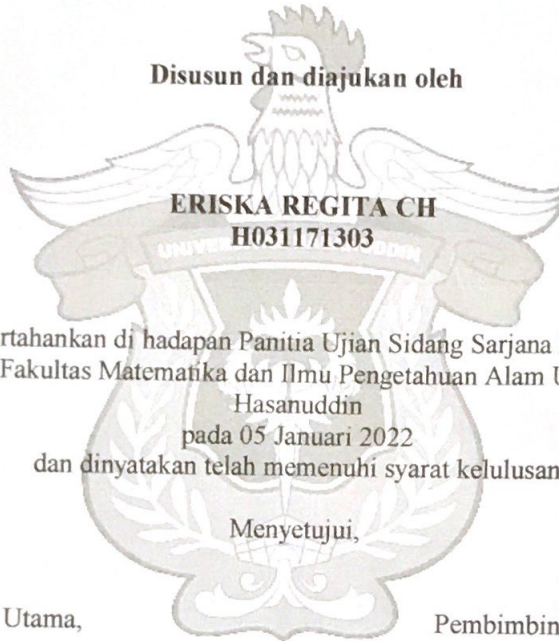 Disusun dan diajukan oleh
ERISKA REGITA CH
H031171303
rtahankan di hadapan Panitia Ujian Sidang Sarjana
Fakultas Matematika dan Ilmu Pengetahuan Alam U
Hasanuddin
pada 05 Januari 2022
dan dinyatakan telah memenuhi syarat kelulusan
Menyetujui,
Utama, Pembimbin